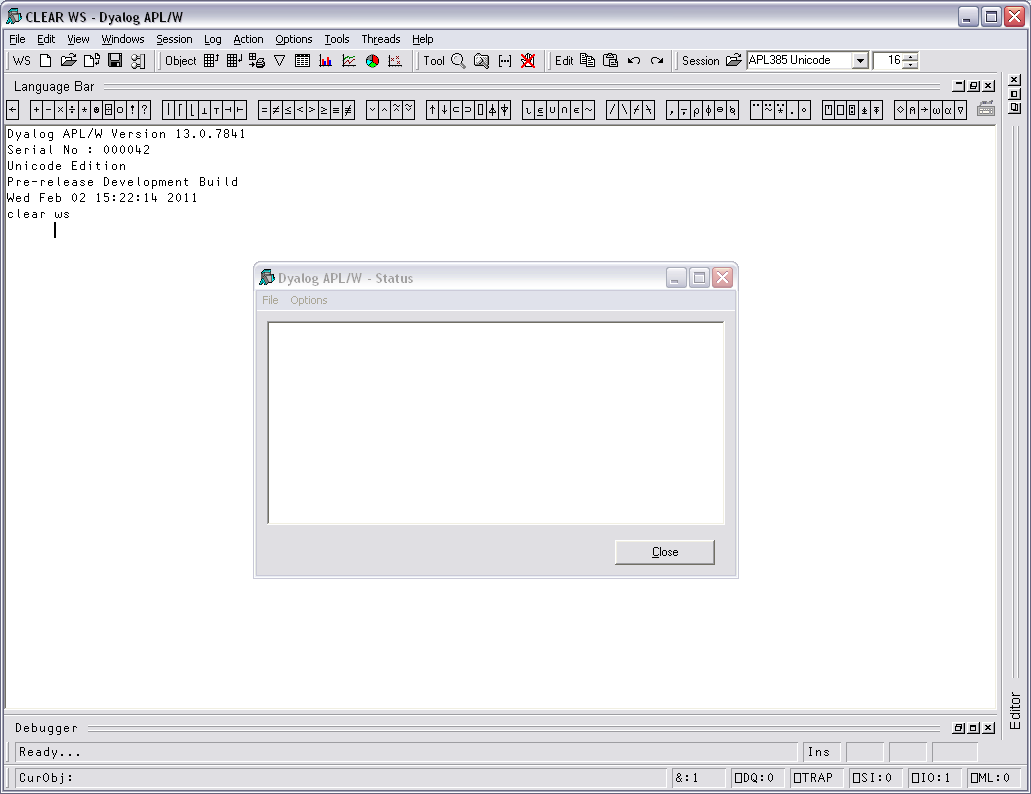 CLEAR WS - Dyalog APL/W
File Edit View Windows Session Log Action Options Tools Threads Help
WS Object Tool Edit Session APL385 Unicode 16
Language Bar
Dyalog APL/W Version 13.0.7841
Serial No : 000042
Unicode Edition
Pre-release Development Build
Wed Feb 02 15:22:14 2011
clear ws
Dyalog APL/W - Status
File Options
Close
Editor
Debugger
Ready... Ins
CurObj: &:1 ⎕DQ:0 ⎕TRAP ⎕SI:0 ⎕IO:1 ⎕ML:0